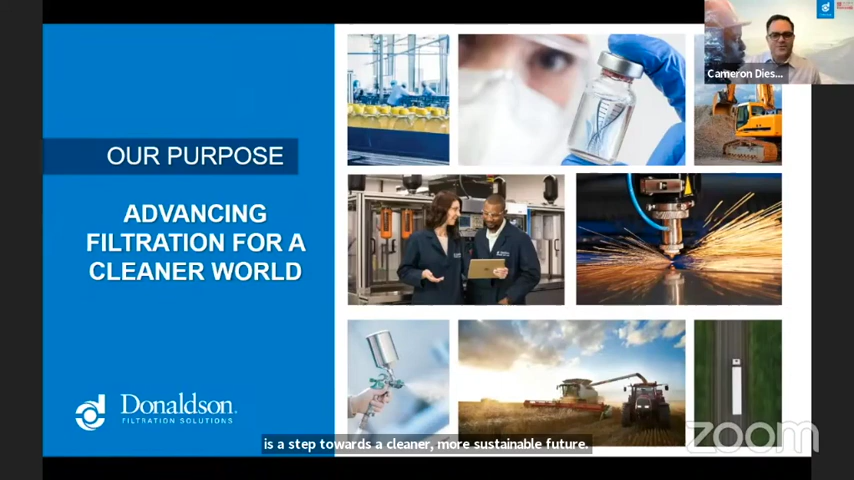 Cameron Dies...
OUR PURPOSE
ADVANCING
FILTRATION FOR A
CLEANER WORLD
Donaldson.
FILTRATION SOLUTIONS
is a step towards a cleaner, more sustainable future.
zoom